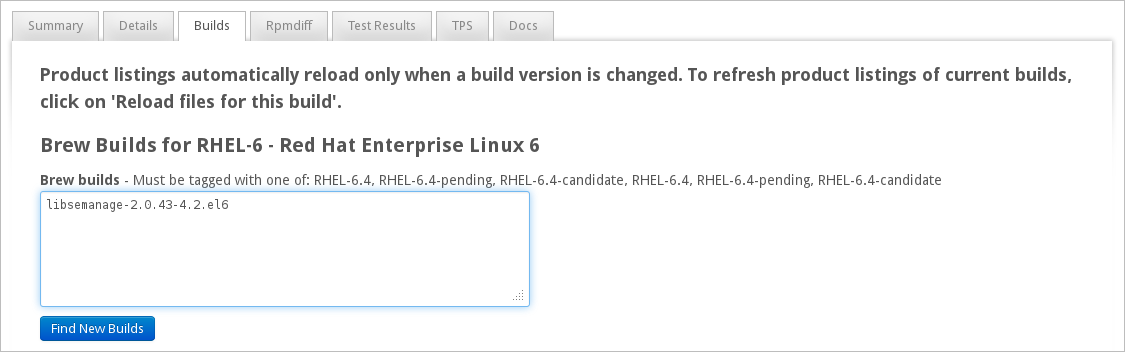 Summary
Details
Builds
Rpmdiff
Test Results
TPS
Docs
Product listings automatically reload only when a build version is changed. To refresh product listings of current builds,
click on 'Reload files for this build'.
Brew Builds for RHEL-6 - Red Hat Enterprise Linux 6
Brew builds - Must be tagged with one of: RHEL-6.4, RHEL-6.4-pending, RHEL-6.4-candidate, RHEL-6.4, RHEL-6.4-pending, RHEL-6.4-candidate
libsemanage-2.0.43-4.2.el6
Find New Builds